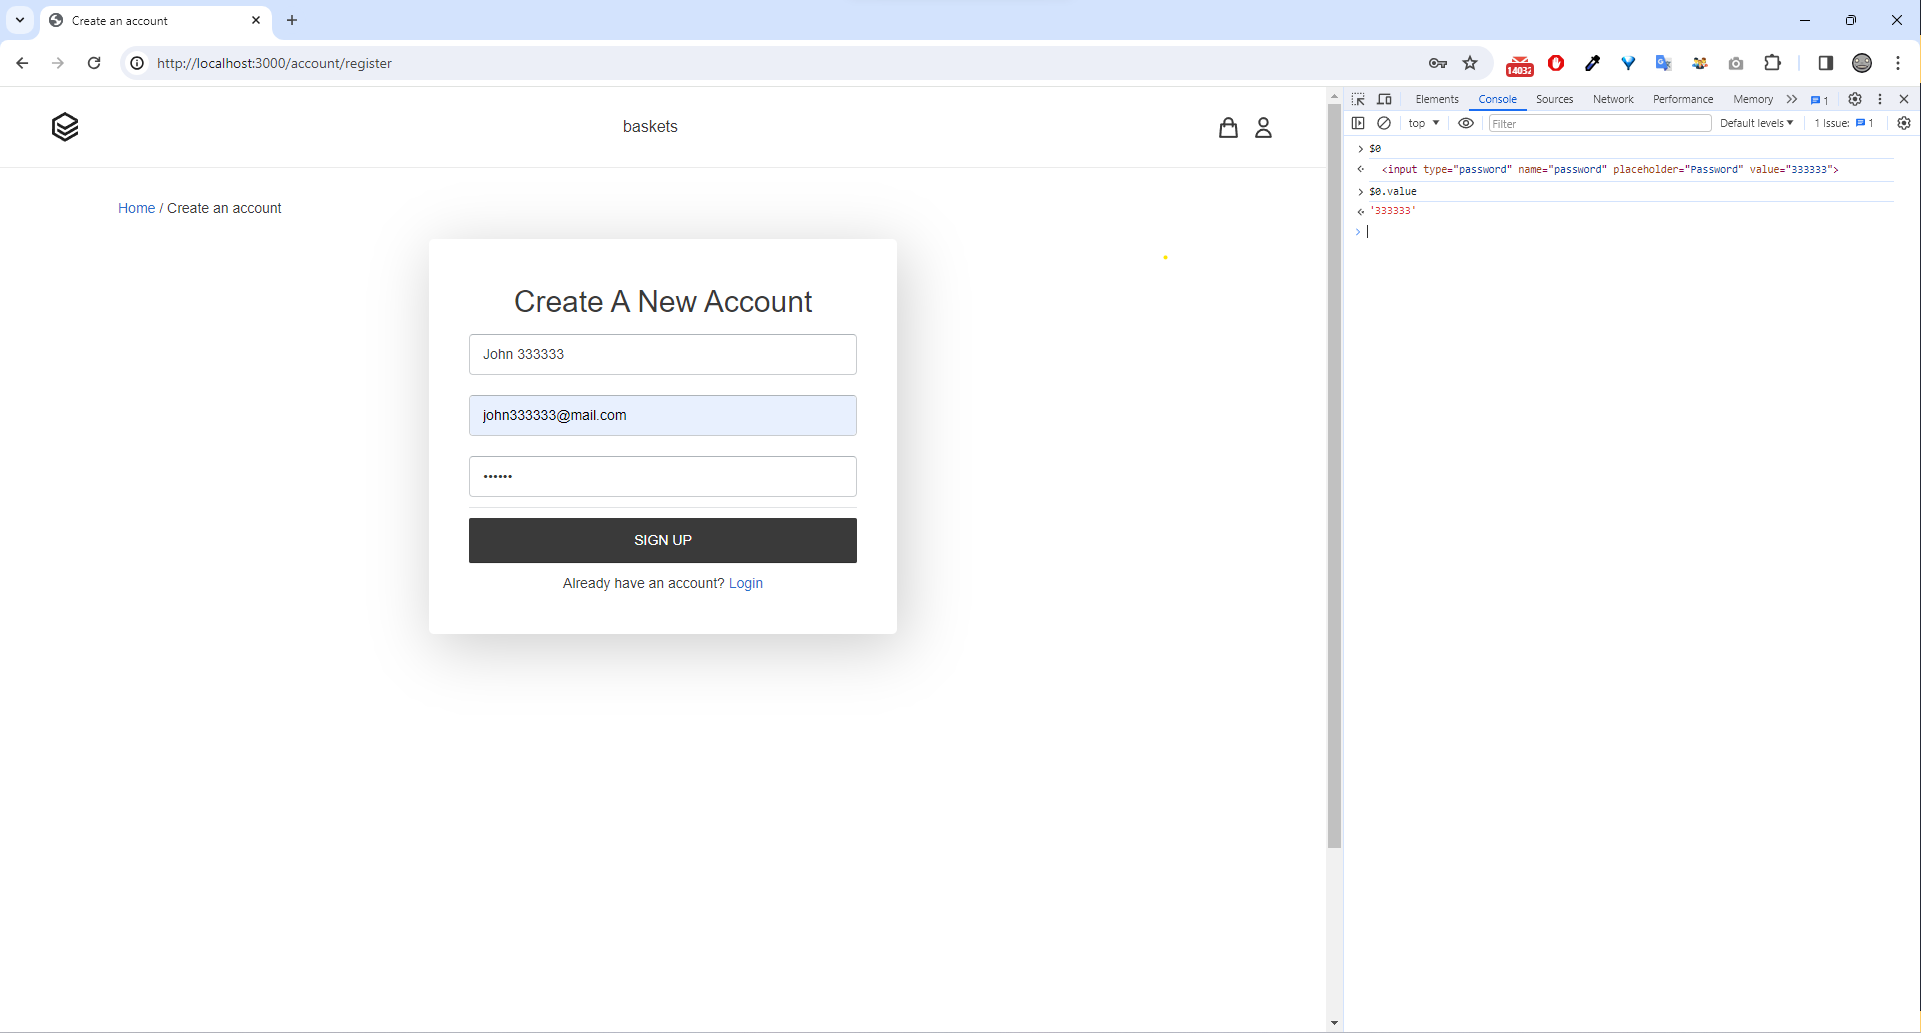 Create an account
http://localhost:3000/account/register
14032
baskets
Home / Create an account
Create A New Account
John 333333
john333333@mail.com
••••••
SIGN UP
Already have an account? Login
Elements Console Sources Network Performance Memory 1
top Filter Default levels 1 Issue: 1
$0
<input type="password" name="password" placeholder="Password" value="333333">
$0.value
'333333'